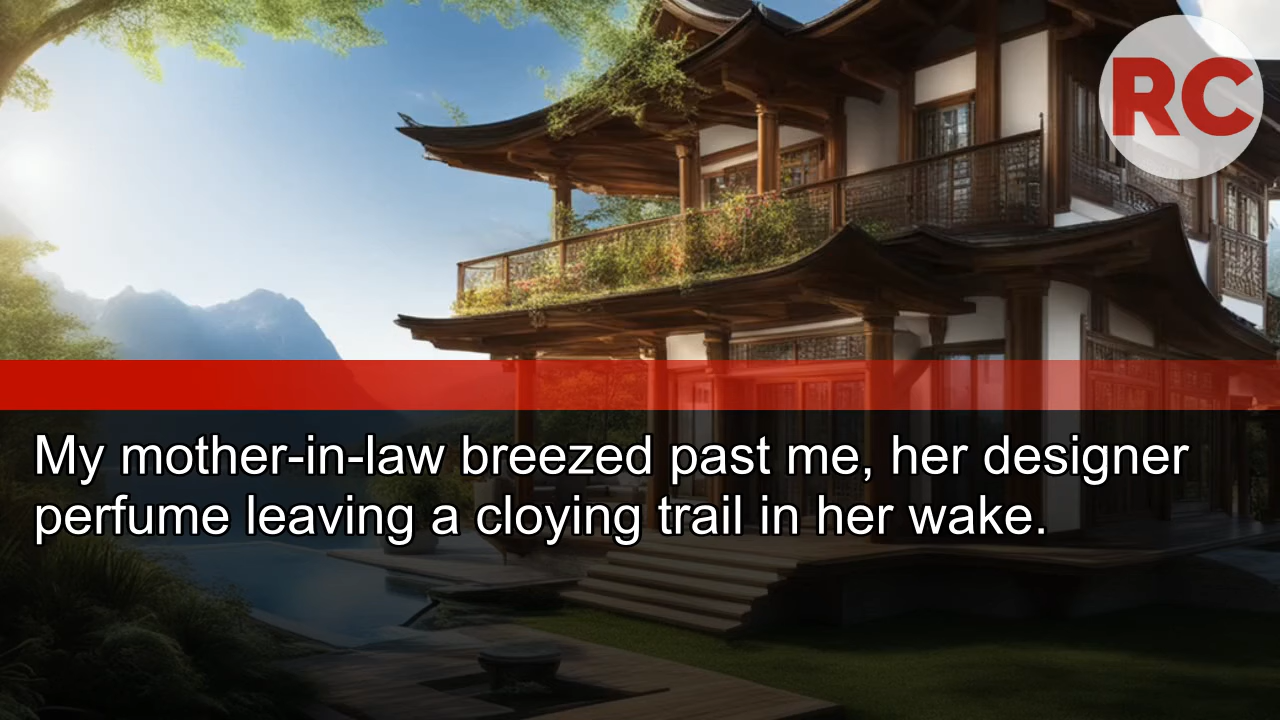 RC
My mother-in-law breezed past me, her designer
perfume leaving a cloying trail in her wake.